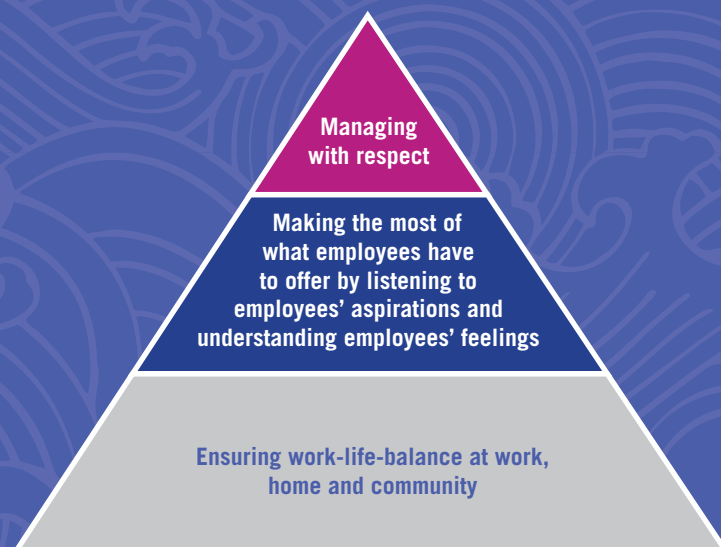 Managing
with respect
Making the most of
what employees have
to offer by listening to
employees’ aspirations and
understanding employees’ feelings
Ensuring work-life-balance at work,
home and community